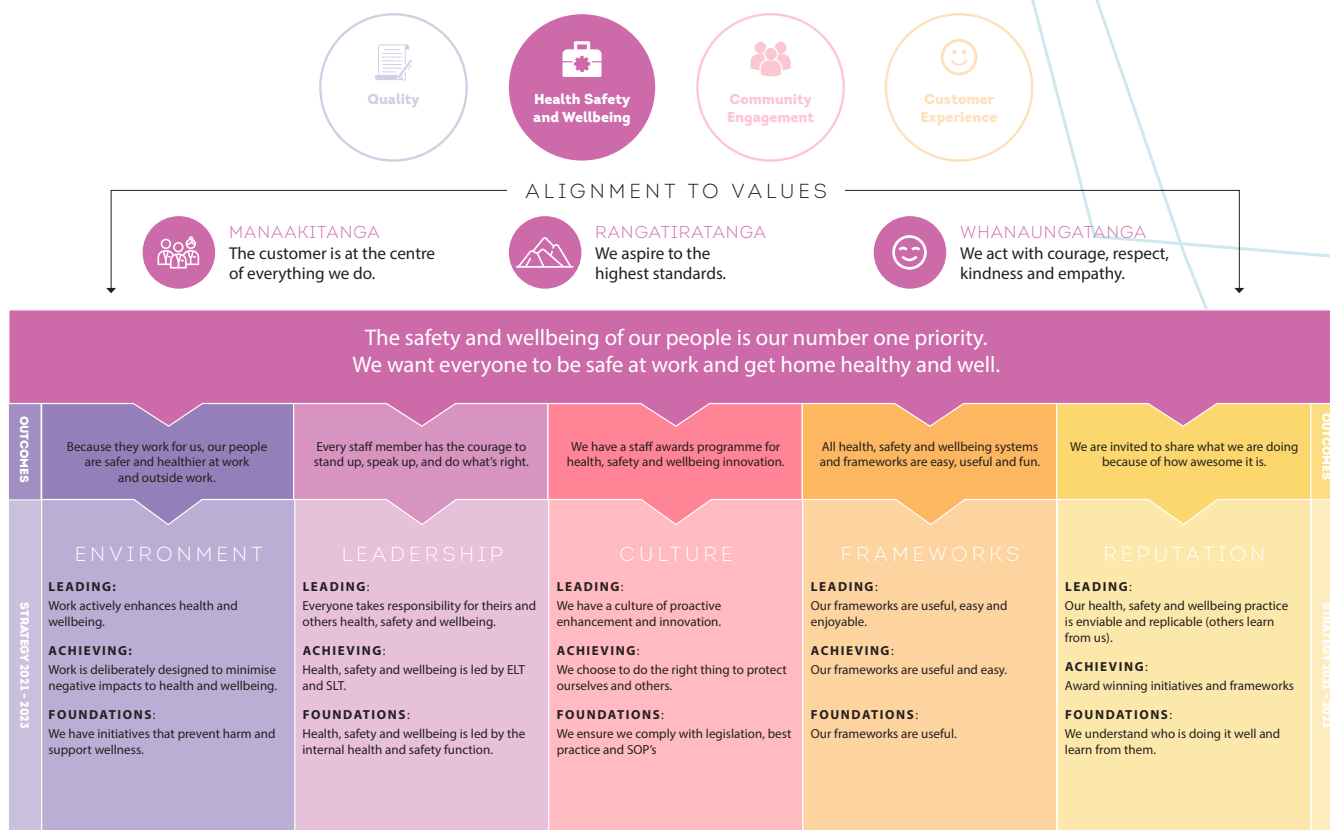 Quality
Health Safety
and Wellbeing
Community
Engagement
Customer
Experience
ALIGNMENT TO VALUES
MANAAKITANGA
The customer is at the centre
of everything we do.
RANGATIRATANGA
We aspire to the
highest standards.
WHANAUNGATANGA
We act with courage, respect,
kindness and empathy.
The safety and wellbeing of our people is our number one priority.
We want everyone to be safe at work and get home healthy and well.
OUTCOMES
Because they work for us, our people
are safer and healthier at work
and outside work.
Every staff member has the courage to
stand up, speak up, and do what's right.
We have a staff awards programme for
health, safety and wellbeing innovation.
All health, safety and wellbeing systems
and frameworks are easy, useful and fun.
We are invited to share what we are doing
because of how awesome it is.
OUTCOMES
STRATEGY 2021 - 2023
ENVIRONMENT
LEADING:
Work actively enhances health and
wellbeing.
ACHIEVING:
Work is deliberately designed to minimise
negative impacts to health and wellbeing.
FOUNDATIONS:
We have initiatives that prevent harm and
support wellness.
LEADERSHIP
LEADING:
Everyone takes responsibility for theirs and
others health, safety and wellbeing.
ACHIEVING:
Health, safety and wellbeing is led by ELT
and SLT.
FOUNDATIONS:
Health, safety and wellbeing is led by the
internal health and safety function.
CULTURE
LEADING:
We have a culture of proactive
enhancement and innovation.
ACHIEVING:
We choose to do the right thing to protect
ourselves and others.
FOUNDATIONS:
We ensure we comply with legislation, best
practice and SOP's
FRAMEWORKS
LEADING:
Our frameworks are useful, easy and
enjoyable.
ACHIEVING:
Our frameworks are useful and easy.
FOUNDATIONS:
Our frameworks are useful.
REPUTATION
LEADING:
Our health, safety and wellbeing practice
is enviable and replicable (others learn
from us).
ACHIEVING:
Award winning initiatives and frameworks
FOUNDATIONS:
We understand who is doing it well and
learn from them.
STRATEGY 2021 - 2023